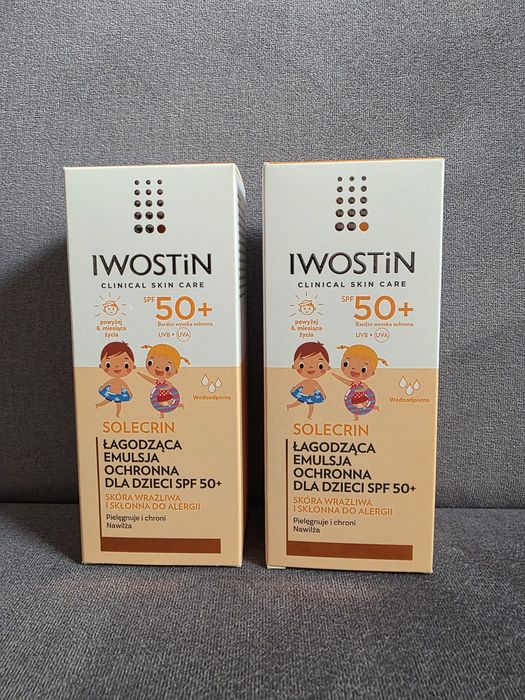 IWOSTiN
CLINICAL SKIN CARE
powyżej
6. miesiąca
życia
SPF 50+
Bardzo wysoka ochrona
UVB + UVA
Wodoodporna
SOLECRIN
ŁAGODZĄCA
EMULSJA
OCHRONNA
DLA DZIECI SPF 50+
SKÓRA WRAŻLIWA
I SKŁONNA DO ALERGII
Pielęgnuje i chroni
Nawilża
IWOSTiN
CLINICAL SKIN CARE
powyżej
6. miesiąca
życia
SPF 50+
Bardzo wysoka ochrona
UVB + UVA
Wodoodporna
SOLECRIN
ŁAGODZĄCA
EMULSJA
OCHRONNA
DLA DZIECI SPF 50+
SKÓRA WRAŻLIWA
I SKŁONNA DO ALERGII
Pielęgnuje i chroni
Nawilża